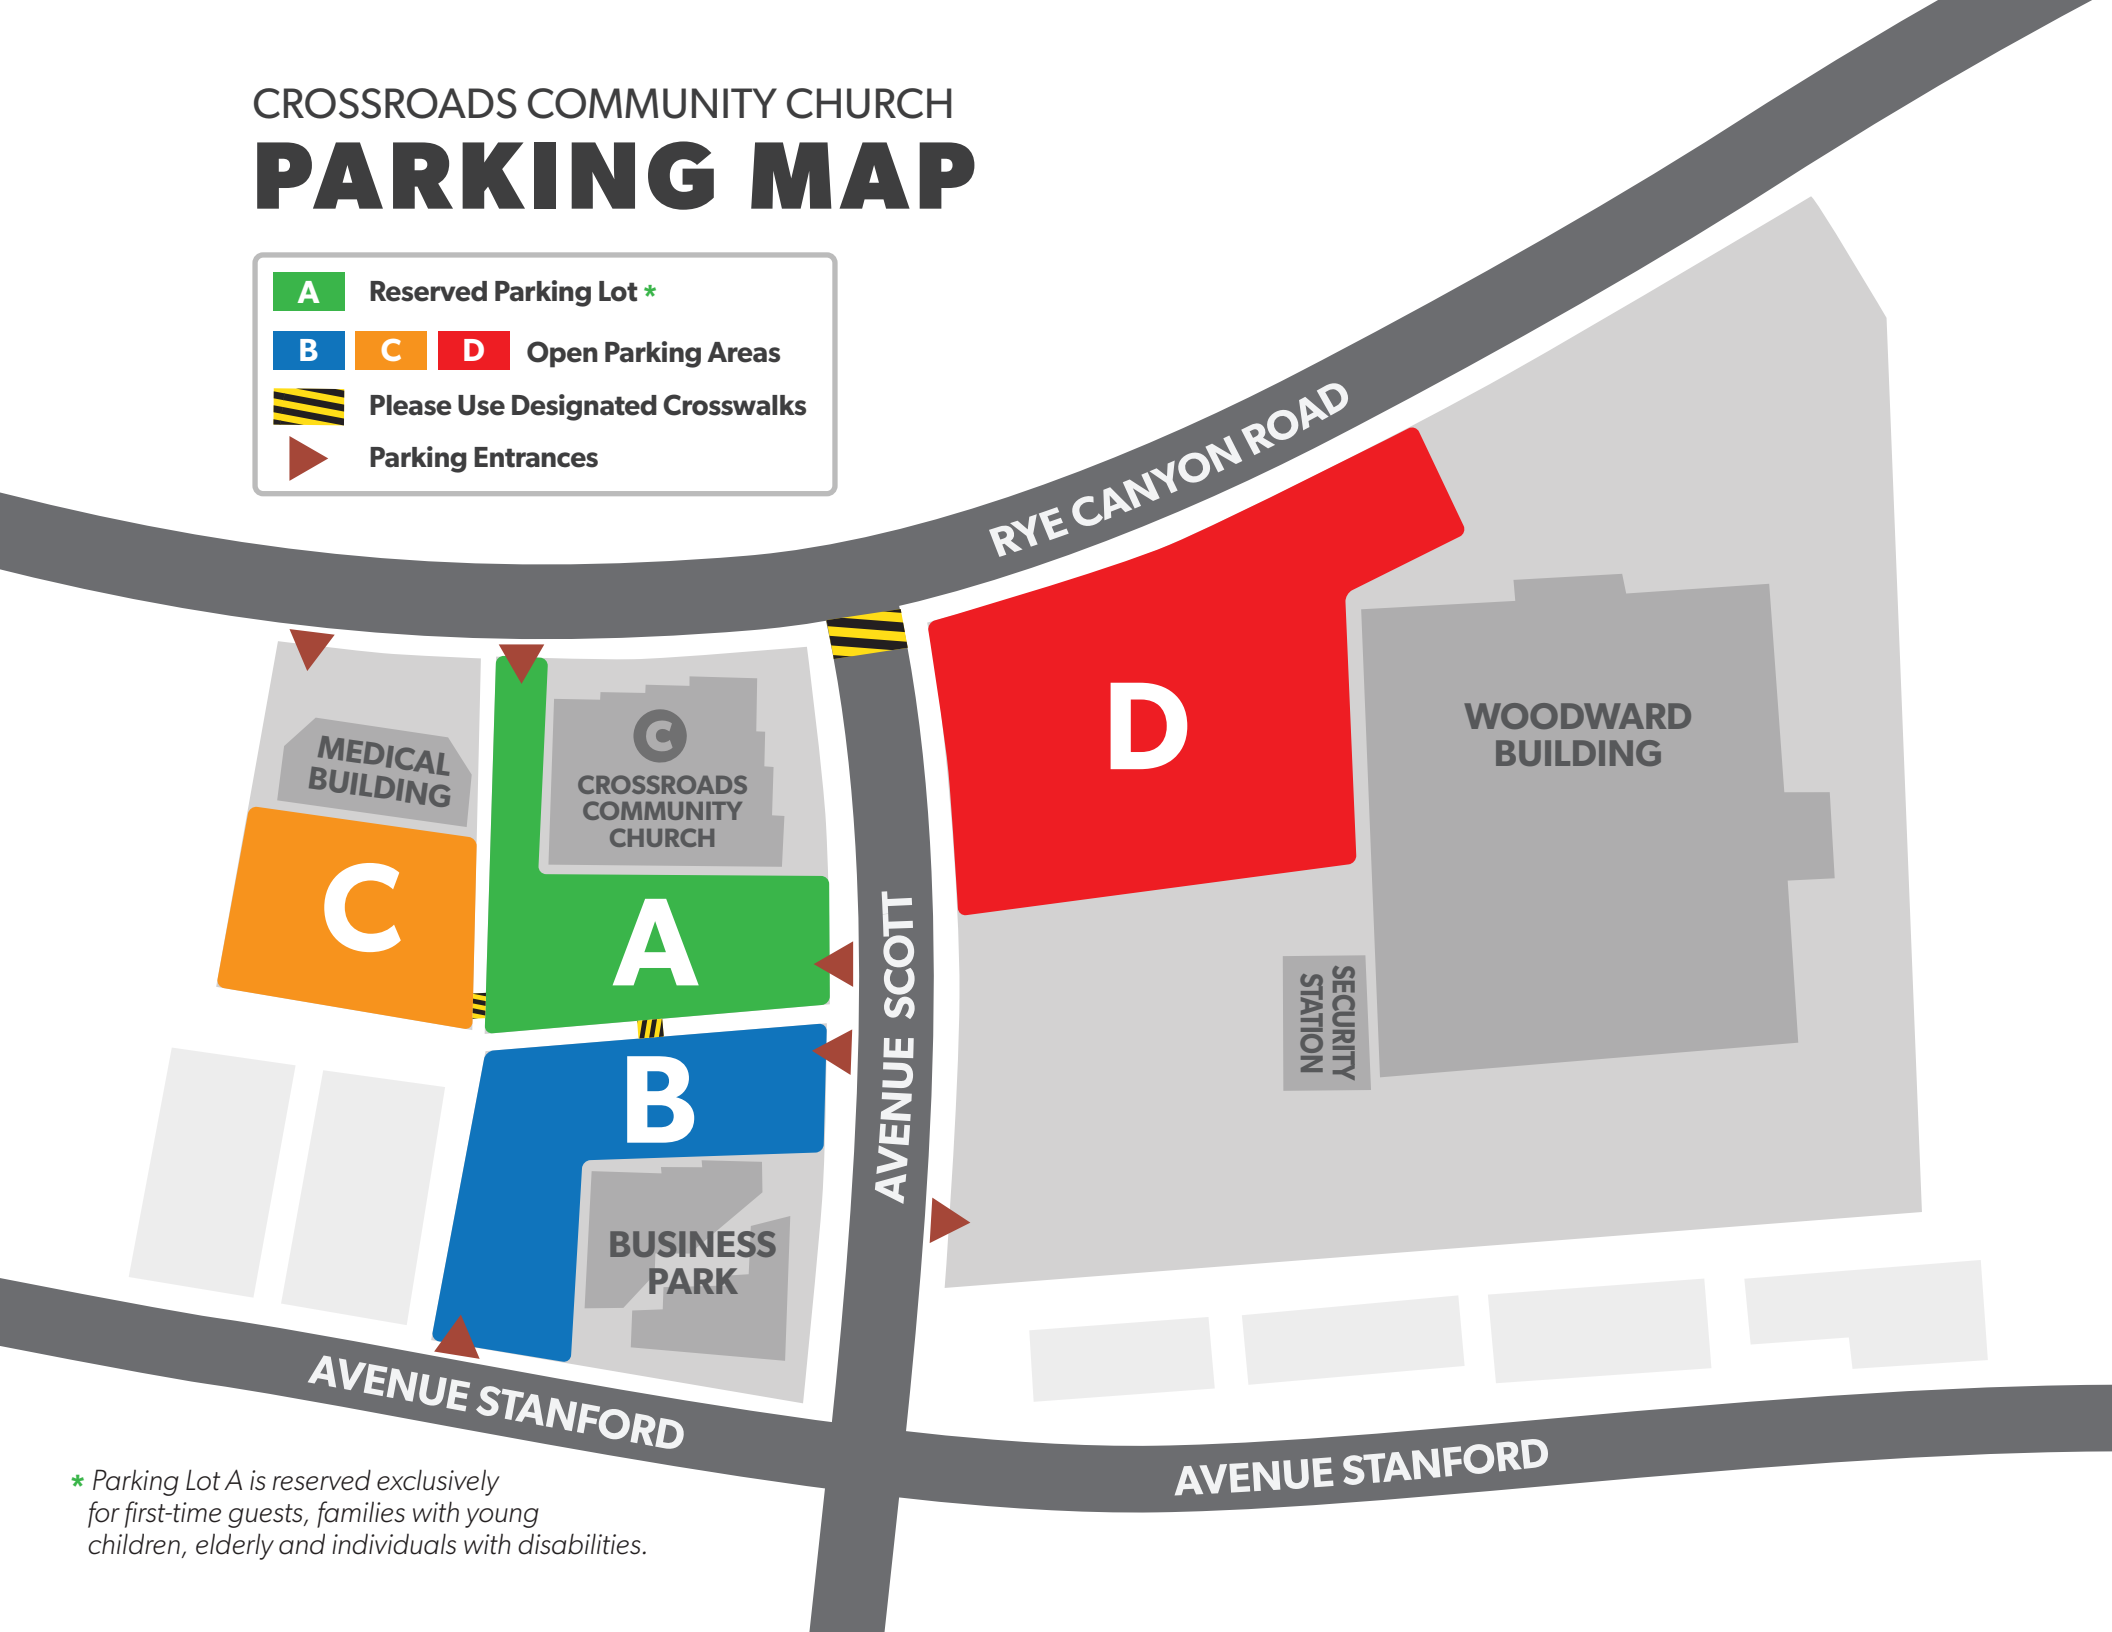 CROSSROADS COMMUNITY CHURCH
PARKING MAP
A Reserved Parking Lot *
B C D Open Parking Areas
Please Use Designated Crosswalks
Parking Entrances
RYE CANYON ROAD
D
WOODWARD
BUILDING
MEDICAL
BUILDING
C
CROSSROADS
COMMUNITY
CHURCH
C
A
AVENUE SCOTT
SECURITY
STATION
B
BUSINESS
PARK
AVENUE STANFORD
AVENUE STANFORD
* Parking Lot A is reserved exclusively
for first-time guests, families with young
children, elderly and individuals with disabilities.